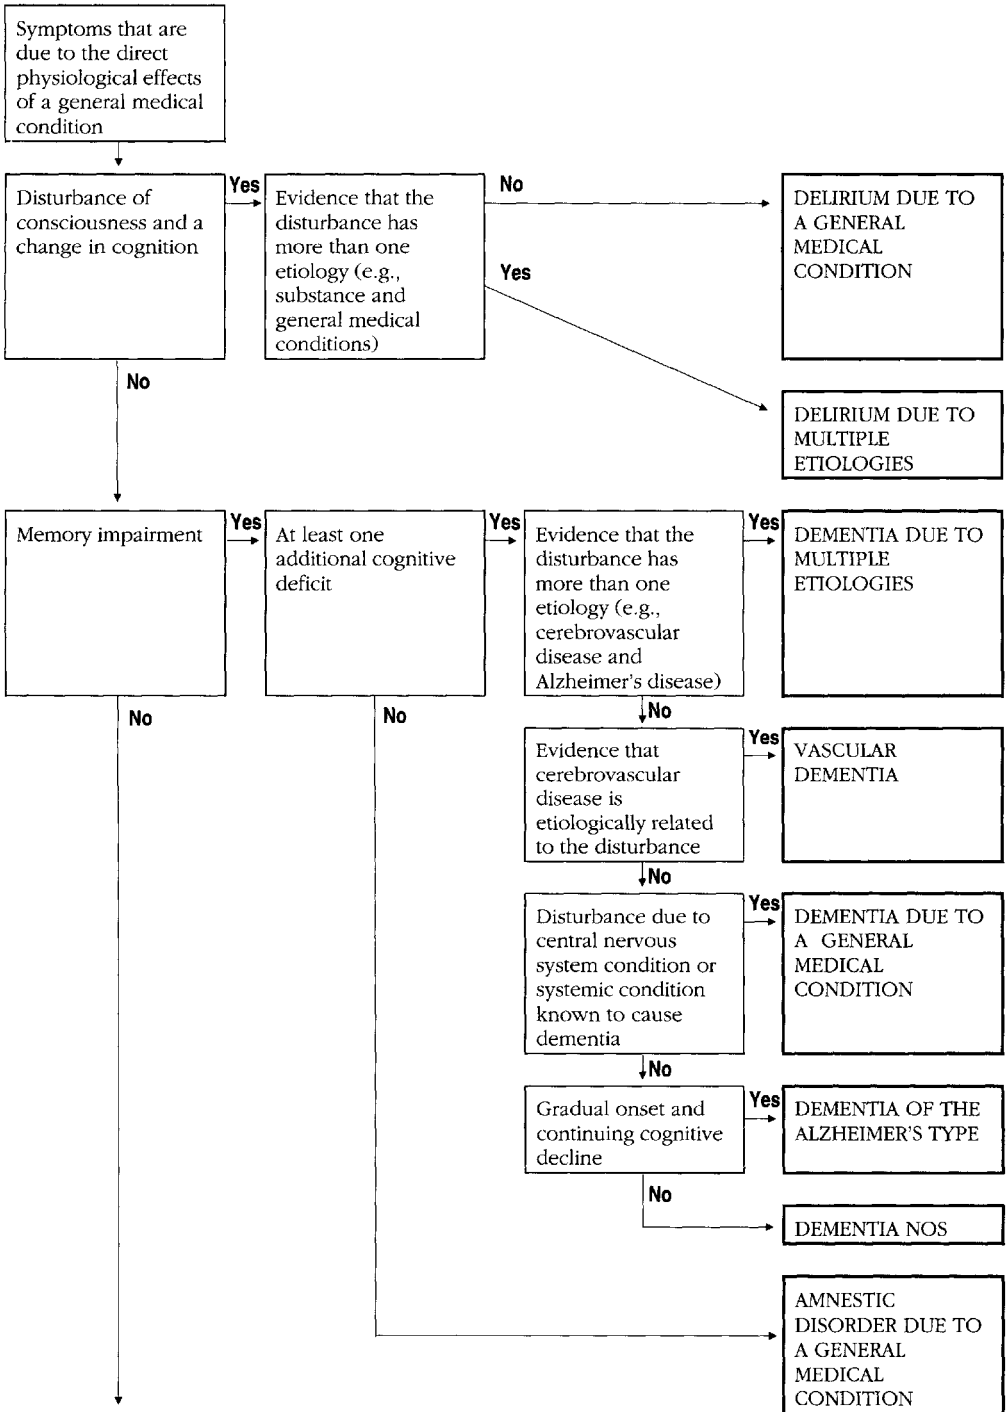 Symptoms that are
due to the direct
physiological effects
of a general medical
condition
Disturbance of
consciousness and a
change in cognition
Yes
No
Evidence that the
disturbance has
more than one
etiology (e.g.,
substance and
general medical
conditions)
No
Yes
DELIRIUM DUE TO
A GENERAL
MEDICAL
CONDITION
DELIRIUM DUE TO
MULTIPLE
ETIOLOGIES
Memory impairment
Yes
No
At least one
additional cognitive
deficit
Yes
No
Evidence that the
disturbance has
more than one
etiology (e.g.,
cerebrovascular
disease and
Alzheimer's disease)
Yes
DEMENTIA DUE TO
MULTIPLE
ETIOLOGIES
No
Evidence that
cerebrovascular
disease is
etiologically related
to the disturbance
Yes
VASCULAR
DEMENTIA
No
Disturbance due to
central nervous
system condition or
systemic condition
known to cause
dementia
Yes
DEMENTIA DUE TO
A GENERAL
MEDICAL
CONDITION
No
Gradual onset and
continuing cognitive
decline
Yes
DEMENTIA OF THE
ALZHEIMER'S TYPE
No
DEMENTIA NOS
AMNESTIC
DISORDER DUE TO
A GENERAL
MEDICAL
CONDITION